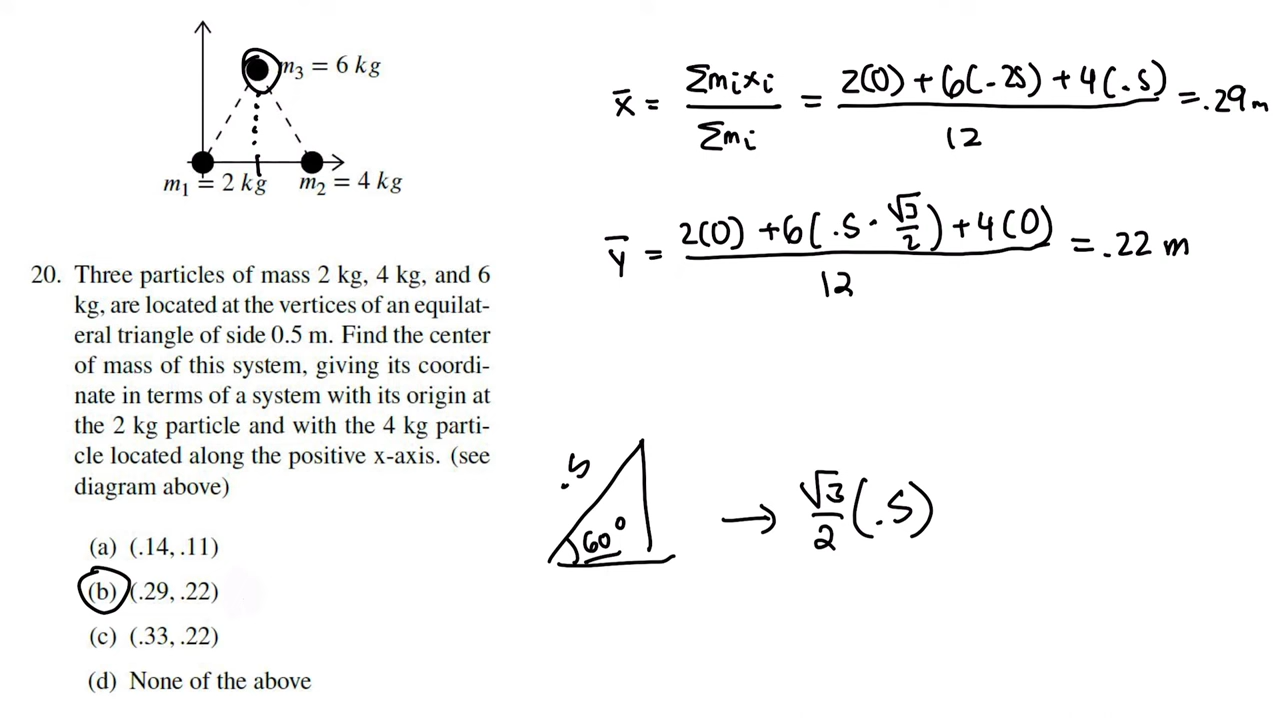 m₃ = 6 kg
m₁ = 2 kg
m₂ = 4 kg
20. Three particles of mass 2 kg, 4 kg, and 6
kg, are located at the vertices of an equilat-
eral triangle of side 0.5 m. Find the center
of mass of this system, giving its coordi-
nate in terms of a system with its origin at
the 2 kg particle and with the 4 kg parti-
cle located along the positive x-axis. (see
diagram above)
(a) (.14, .11)
(b) (.29, .22)
(c) (.33, .22)
(d) None of the above
x̄ = Σmᵢxᵢ / Σmᵢ = 2(0) + 6(.25) + 4(.5) / 12 = .29 m
ȳ = 2(0) + 6(.5 · √3/2) + 4(0) / 12 = .22 m
.5
60°
→ √3/2 (.5)